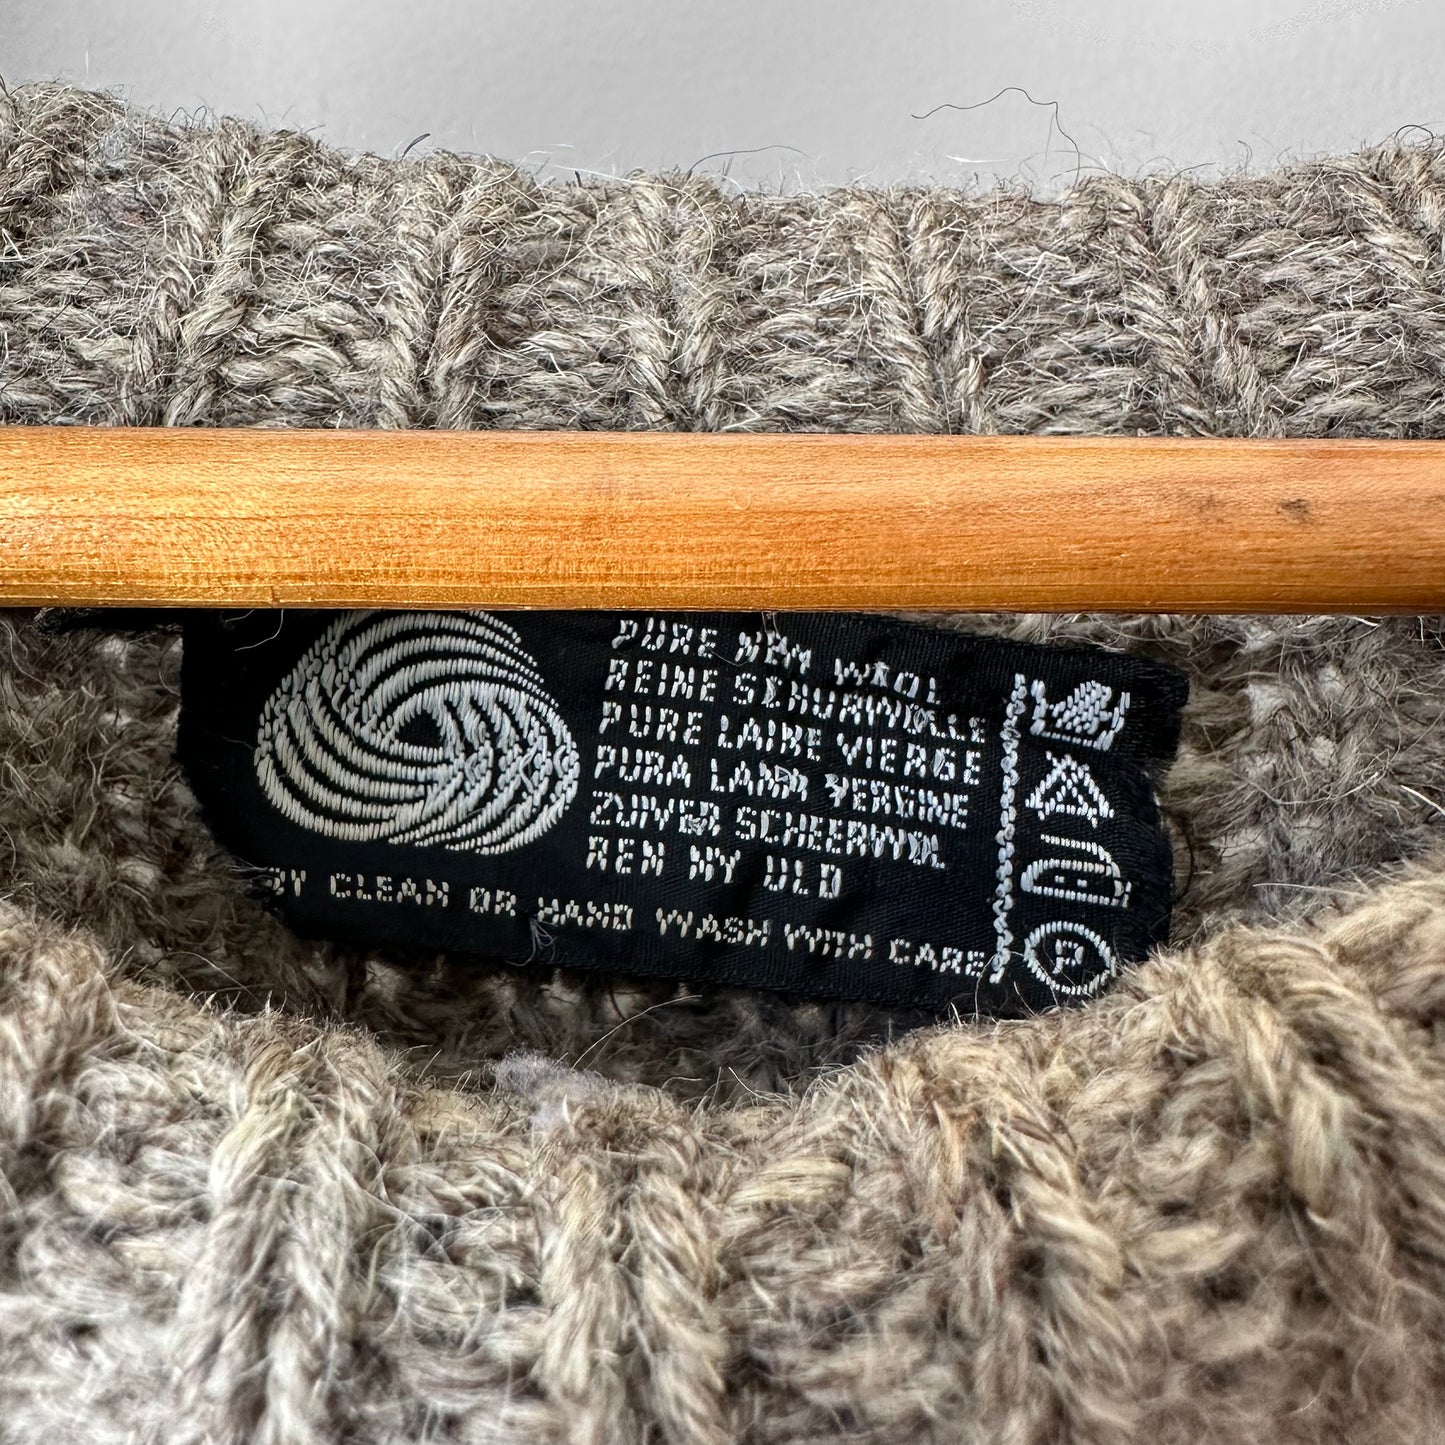 PURE NEW WOOL
REINE SCHURWOLLE
PURE LAINE VIERGE
PURA LANA VERGINE
ZUIVER SCHEERWOL
REN NY ULD
RY CLEAN OR HAND WASH WITH CARE
P